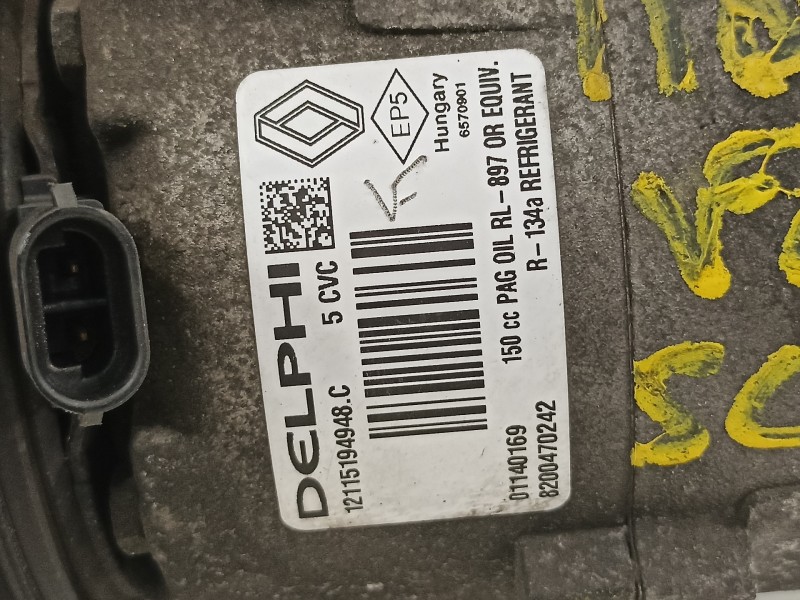 EP5
Hungary
6570901
DELPHI
5 CVC
12115194948.C
150 cc PAG OIL RL-897 OR EQUIV.
R-134a REFRIGERANT
01140169
8200470242